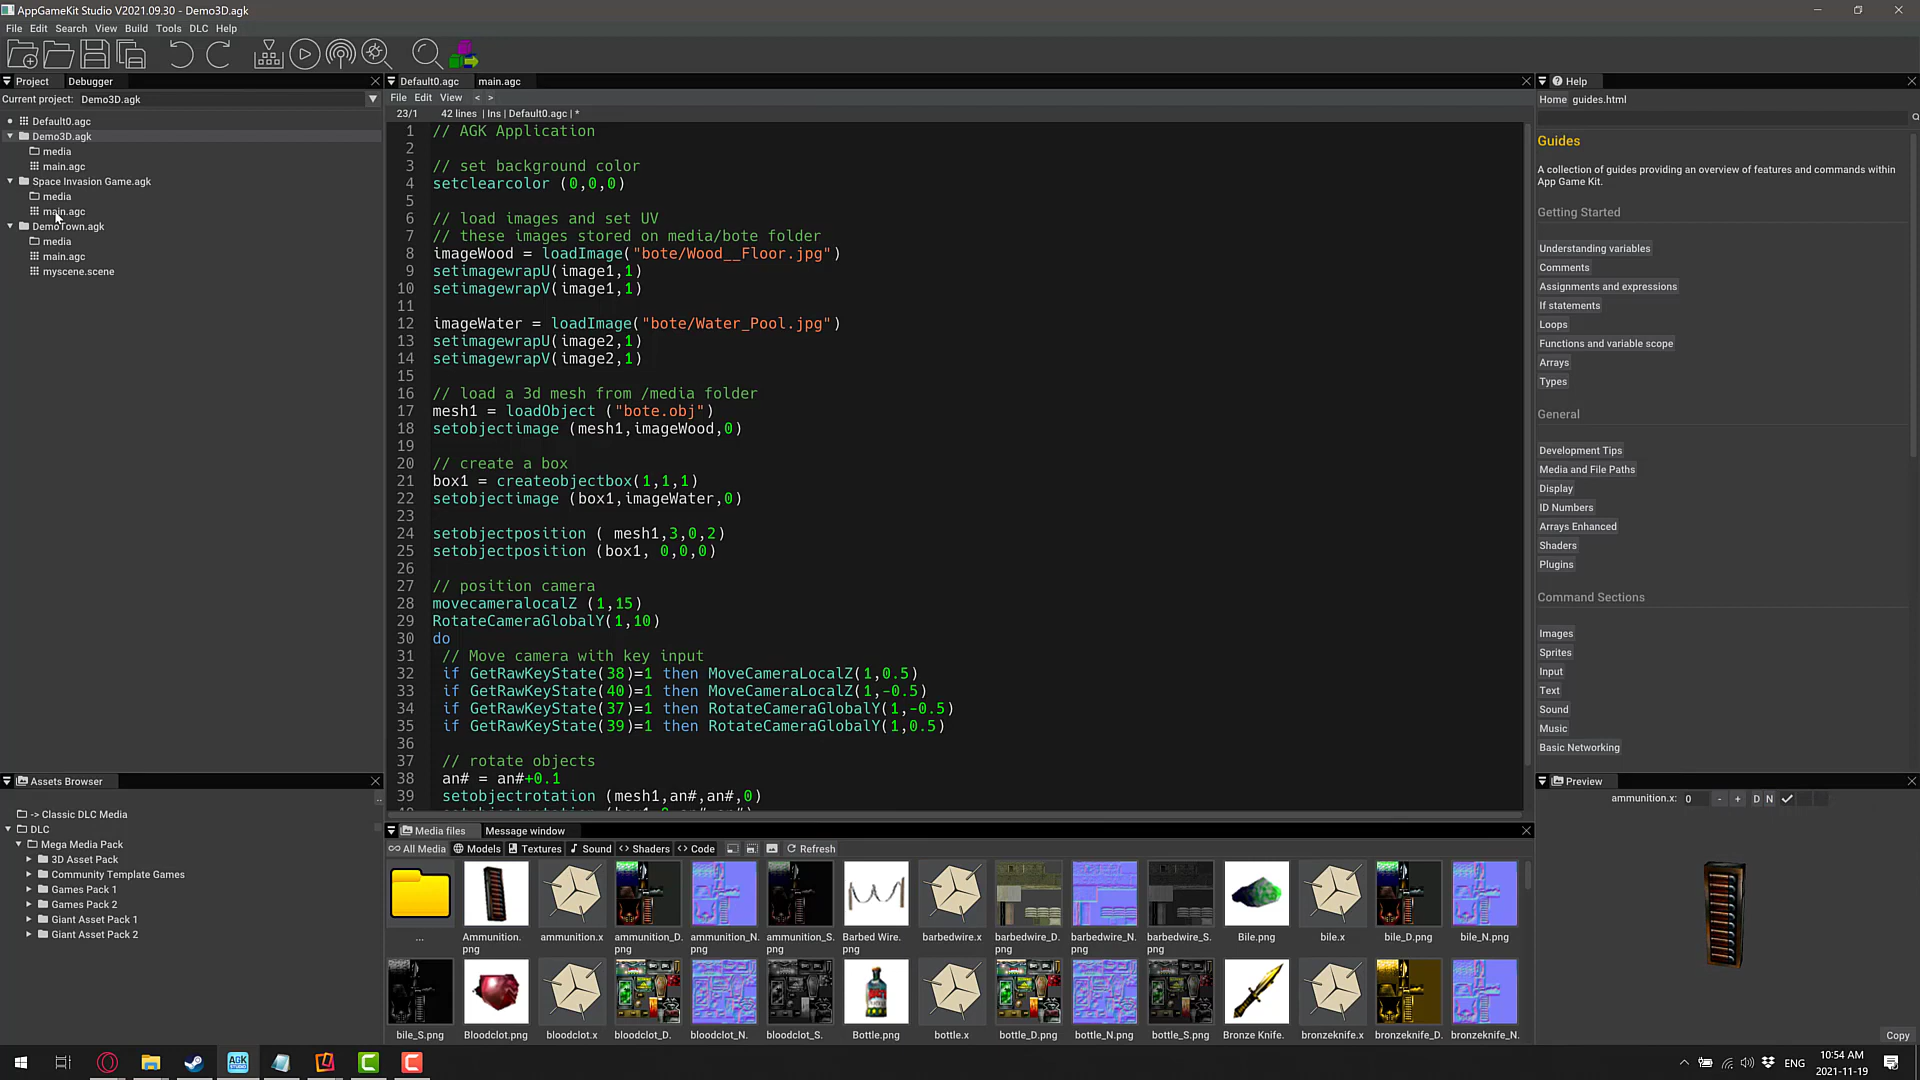 AppGameKit Studio V2021.09.30 - Demo3D.agk
File Edit Search View Build Tools DLC Help
Project Debugger
Current project: Demo3D.agk
Default0.agc
Demo3D.agk
media
main.agc
Space Invasion Game.agk
media
main.agc
DemoTown.agk
media
main.agc
myscene.scene
Default0.agc main.agc
File Edit View < >
23/1 42 lines | Ins | Default0.agc | *
1 // AGK Application
2
3 // set background color
4 setclearcolor (0,0,0)
5
6 // load images and set UV
7 // these images stored on media/bote folder
8 imageWood = loadImage("bote/Wood__Floor.jpg")
9 setimagewrapU(image1,1)
10 setimagewrapV(image1,1)
11
12 imageWater = loadImage("bote/Water_Pool.jpg")
13 setimagewrapU(image2,1)
14 setimagewrapV(image2,1)
15
16 // load a 3d mesh from /media folder
17 mesh1 = loadObject ("bote.obj")
18 setobjectimage (mesh1,imageWood,0)
19
20 // create a box
21 box1 = createobjectbox(1,1,1)
22 setobjectimage (box1,imageWater,0)
23
24 setobjectposition ( mesh1,3,0,2)
25 setobjectposition (box1, 0,0,0)
26
27 // position camera
28 movecameralocalZ (1,15)
29 RotateCameraGlobalY(1,10)
30 do
31 // Move camera with key input
32 if GetRawKeyState(38)=1 then MoveCameraLocalZ(1,0.5)
33 if GetRawKeyState(40)=1 then MoveCameraLocalZ(1,-0.5)
34 if GetRawKeyState(37)=1 then RotateCameraGlobalY(1,-0.5)
35 if GetRawKeyState(39)=1 then RotateCameraGlobalY(1,0.5)
36
37 // rotate objects
38 an# = an#+0.1
39 setobjectrotation (mesh1,an#,an#,0)
Help
Home guides.html
Guides
A collection of guides providing an overview of features and commands within
App Game Kit.
Getting Started
Understanding variables
Comments
Assignments and expressions
If statements
Loops
Functions and variable scope
Arrays
Types
General
Development Tips
Media and File Paths
Display
ID Numbers
Arrays Enhanced
Shaders
Plugins
Command Sections
Images
Sprites
Input
Text
Sound
Music
Basic Networking
Assets Browser
-> Classic DLC Media
DLC
Mega Media Pack
3D Asset Pack
Community Template Games
Games Pack 1
Games Pack 2
Giant Asset Pack 1
Giant Asset Pack 2
Media files Message window
All Media Models Textures Sound Shaders Code Refresh
... Ammunition.png ammunition.x ammunition_D.png ammunition_N.png ammunition_S.png Barbed Wire.png barbedwire.x barbedwire_D.png barbedwire_N.png barbedwire_S.png Bile.png bile.x bile_D.png bile_N.png
bile_S.png Bloodclot.png bloodclot.x bloodclot_D. bloodclot_N. bloodclot_S. Bottle.png bottle.x bottle_D.png bottle_N.png bottle_S.png Bronze Knife. bronzeknife.x bronzeknife_D. bronzeknife_N.
Preview
ammunition.x: 0 - + D N
Copy
AGK STUDIO
ENG
10:54 AM
2021-11-19